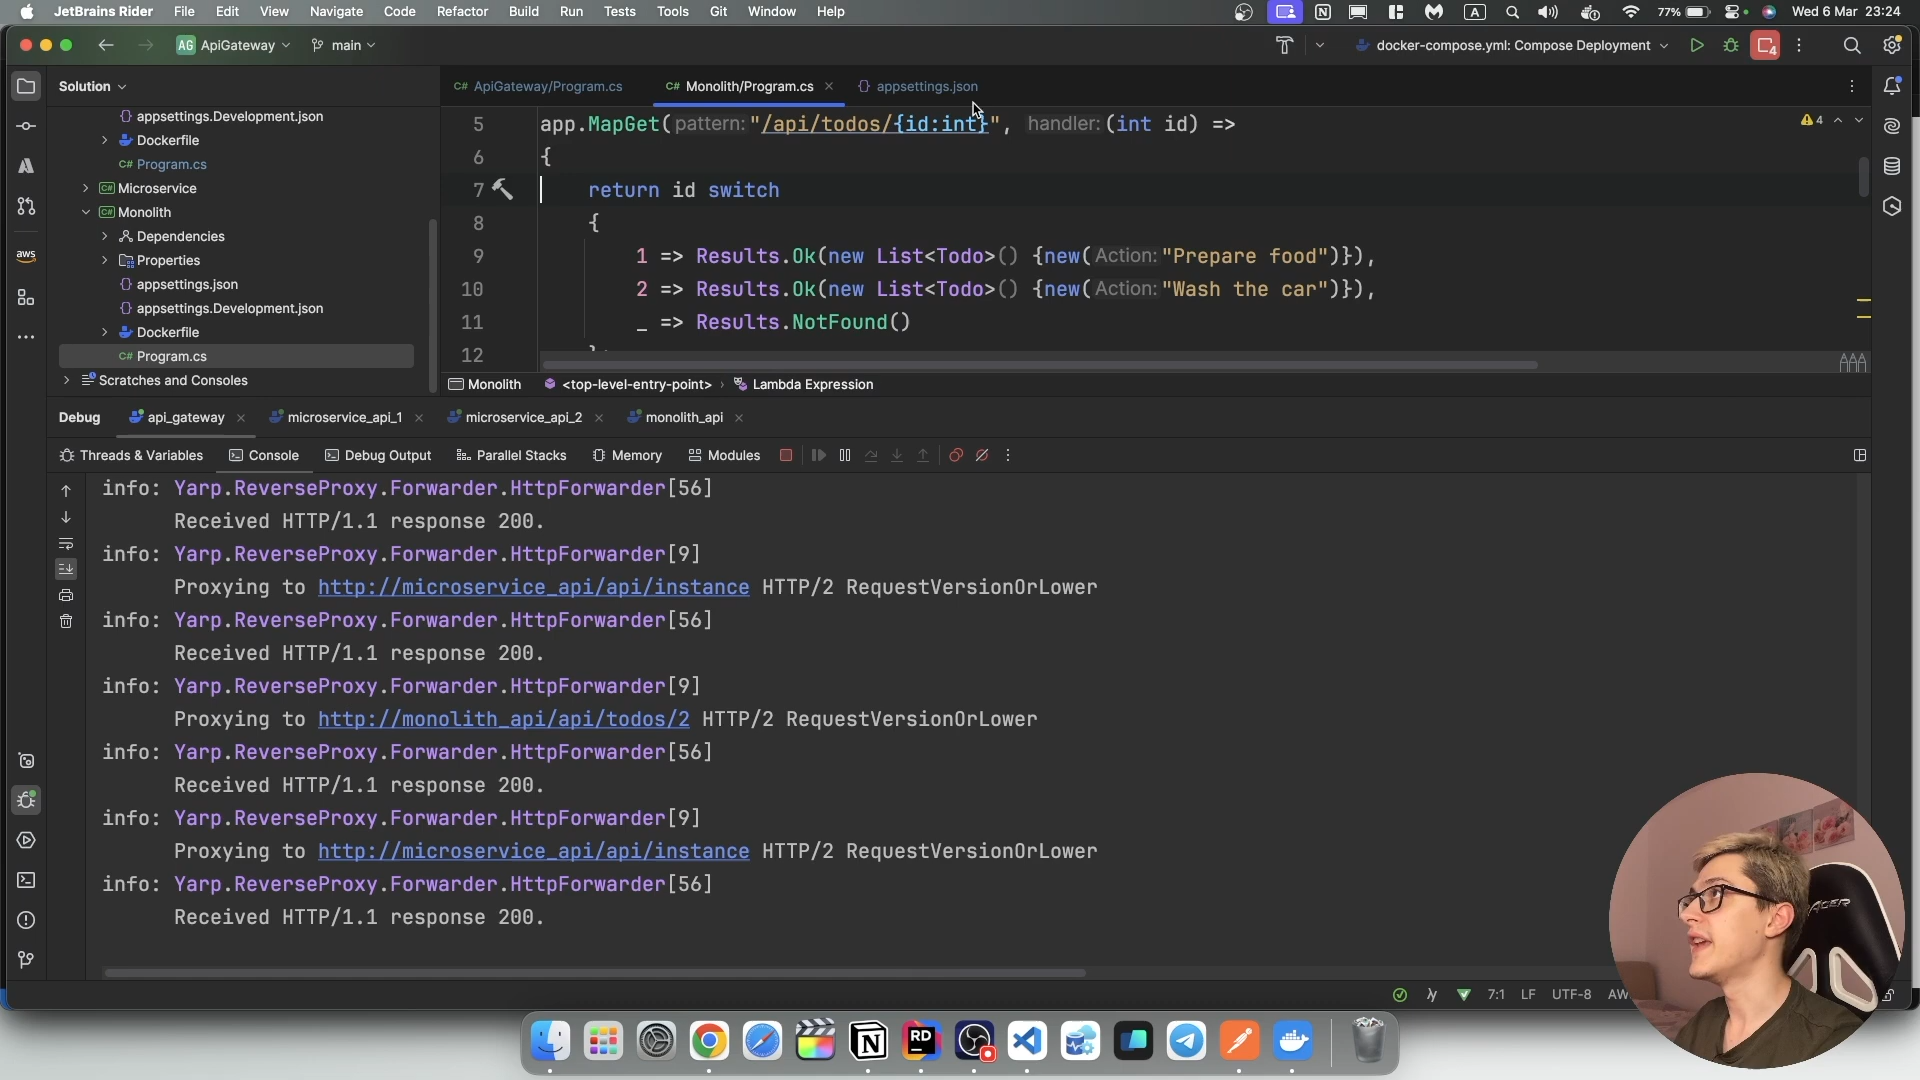 JetBrains Rider File Edit View Navigate Code Refactor Build Run Tests Tools Git Window Help
A 77% Wed 6 Mar 23:24
AG ApiGateway main docker-compose.yml: Compose Deployment 4
Solution
C# ApiGateway/Program.cs C# Monolith/Program.cs {} appsettings.json
{} appsettings.Development.json
Dockerfile
C# Program.cs
C# Microservice
C# Monolith
Dependencies
Properties
{} appsettings.json
{} appsettings.Development.json
Dockerfile
C# Program.cs
Scratches and Consoles
aws
5 app.MapGet( pattern: "/api/todos/{id:int}", handler: (int id) =>
6 {
7 return id switch
8 {
9 1 => Results.Ok(new List<Todo>() {new( Action: "Prepare food")}),
10 2 => Results.Ok(new List<Todo>() {new( Action: "Wash the car")}),
11 _ => Results.NotFound()
12
4
Monolith <top-level-entry-point> › Lambda Expression
Debug api_gateway microservice_api_1 microservice_api_2 monolith_api
Threads & Variables Console Debug Output Parallel Stacks Memory Modules
info: Yarp.ReverseProxy.Forwarder.HttpForwarder[56]
Received HTTP/1.1 response 200.
info: Yarp.ReverseProxy.Forwarder.HttpForwarder[9]
Proxying to http://microservice_api/api/instance HTTP/2 RequestVersionOrLower
info: Yarp.ReverseProxy.Forwarder.HttpForwarder[56]
Received HTTP/1.1 response 200.
info: Yarp.ReverseProxy.Forwarder.HttpForwarder[9]
Proxying to http://monolith_api/api/todos/2 HTTP/2 RequestVersionOrLower
info: Yarp.ReverseProxy.Forwarder.HttpForwarder[56]
Received HTTP/1.1 response 200.
info: Yarp.ReverseProxy.Forwarder.HttpForwarder[9]
Proxying to http://microservice_api/api/instance HTTP/2 RequestVersionOrLower
info: Yarp.ReverseProxy.Forwarder.HttpForwarder[56]
Received HTTP/1.1 response 200.
7:1 LF UTF-8 AW
acer
RD